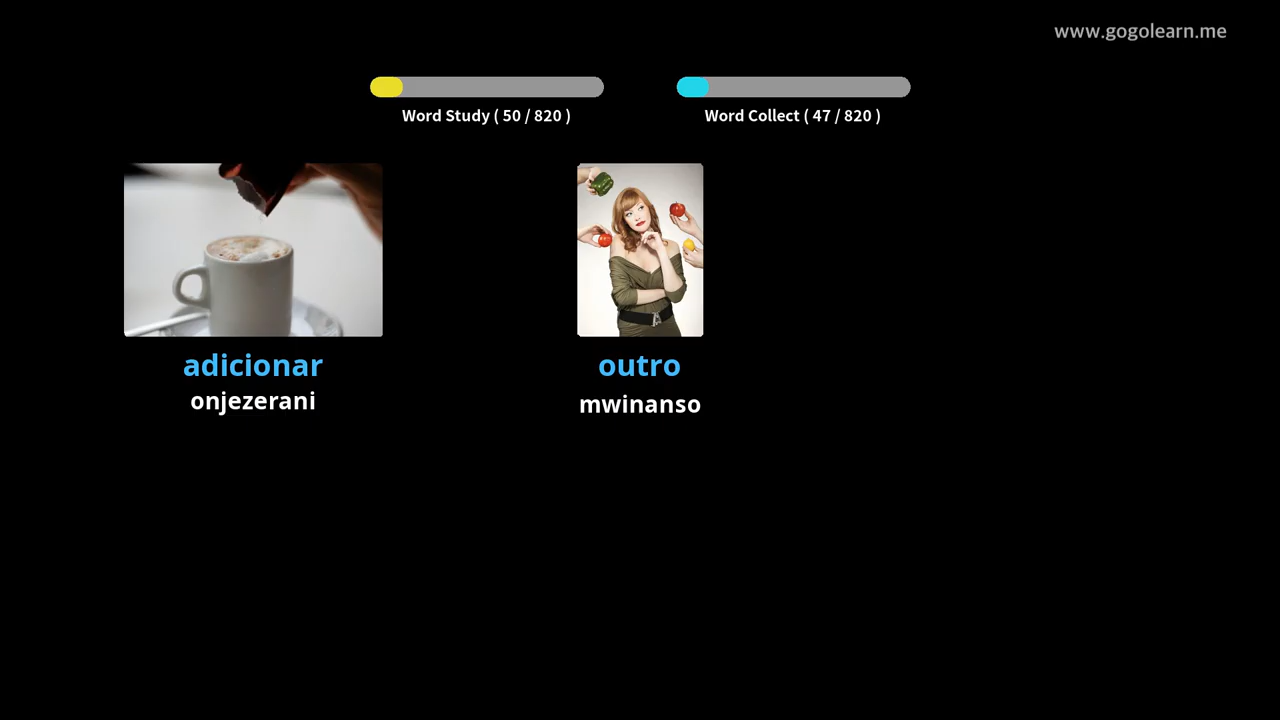 www.gogolearn.me
Word Study ( 50 / 820 )
Word Collect ( 47 / 820 )
adicionar
onjezerani
outro
mwinanso